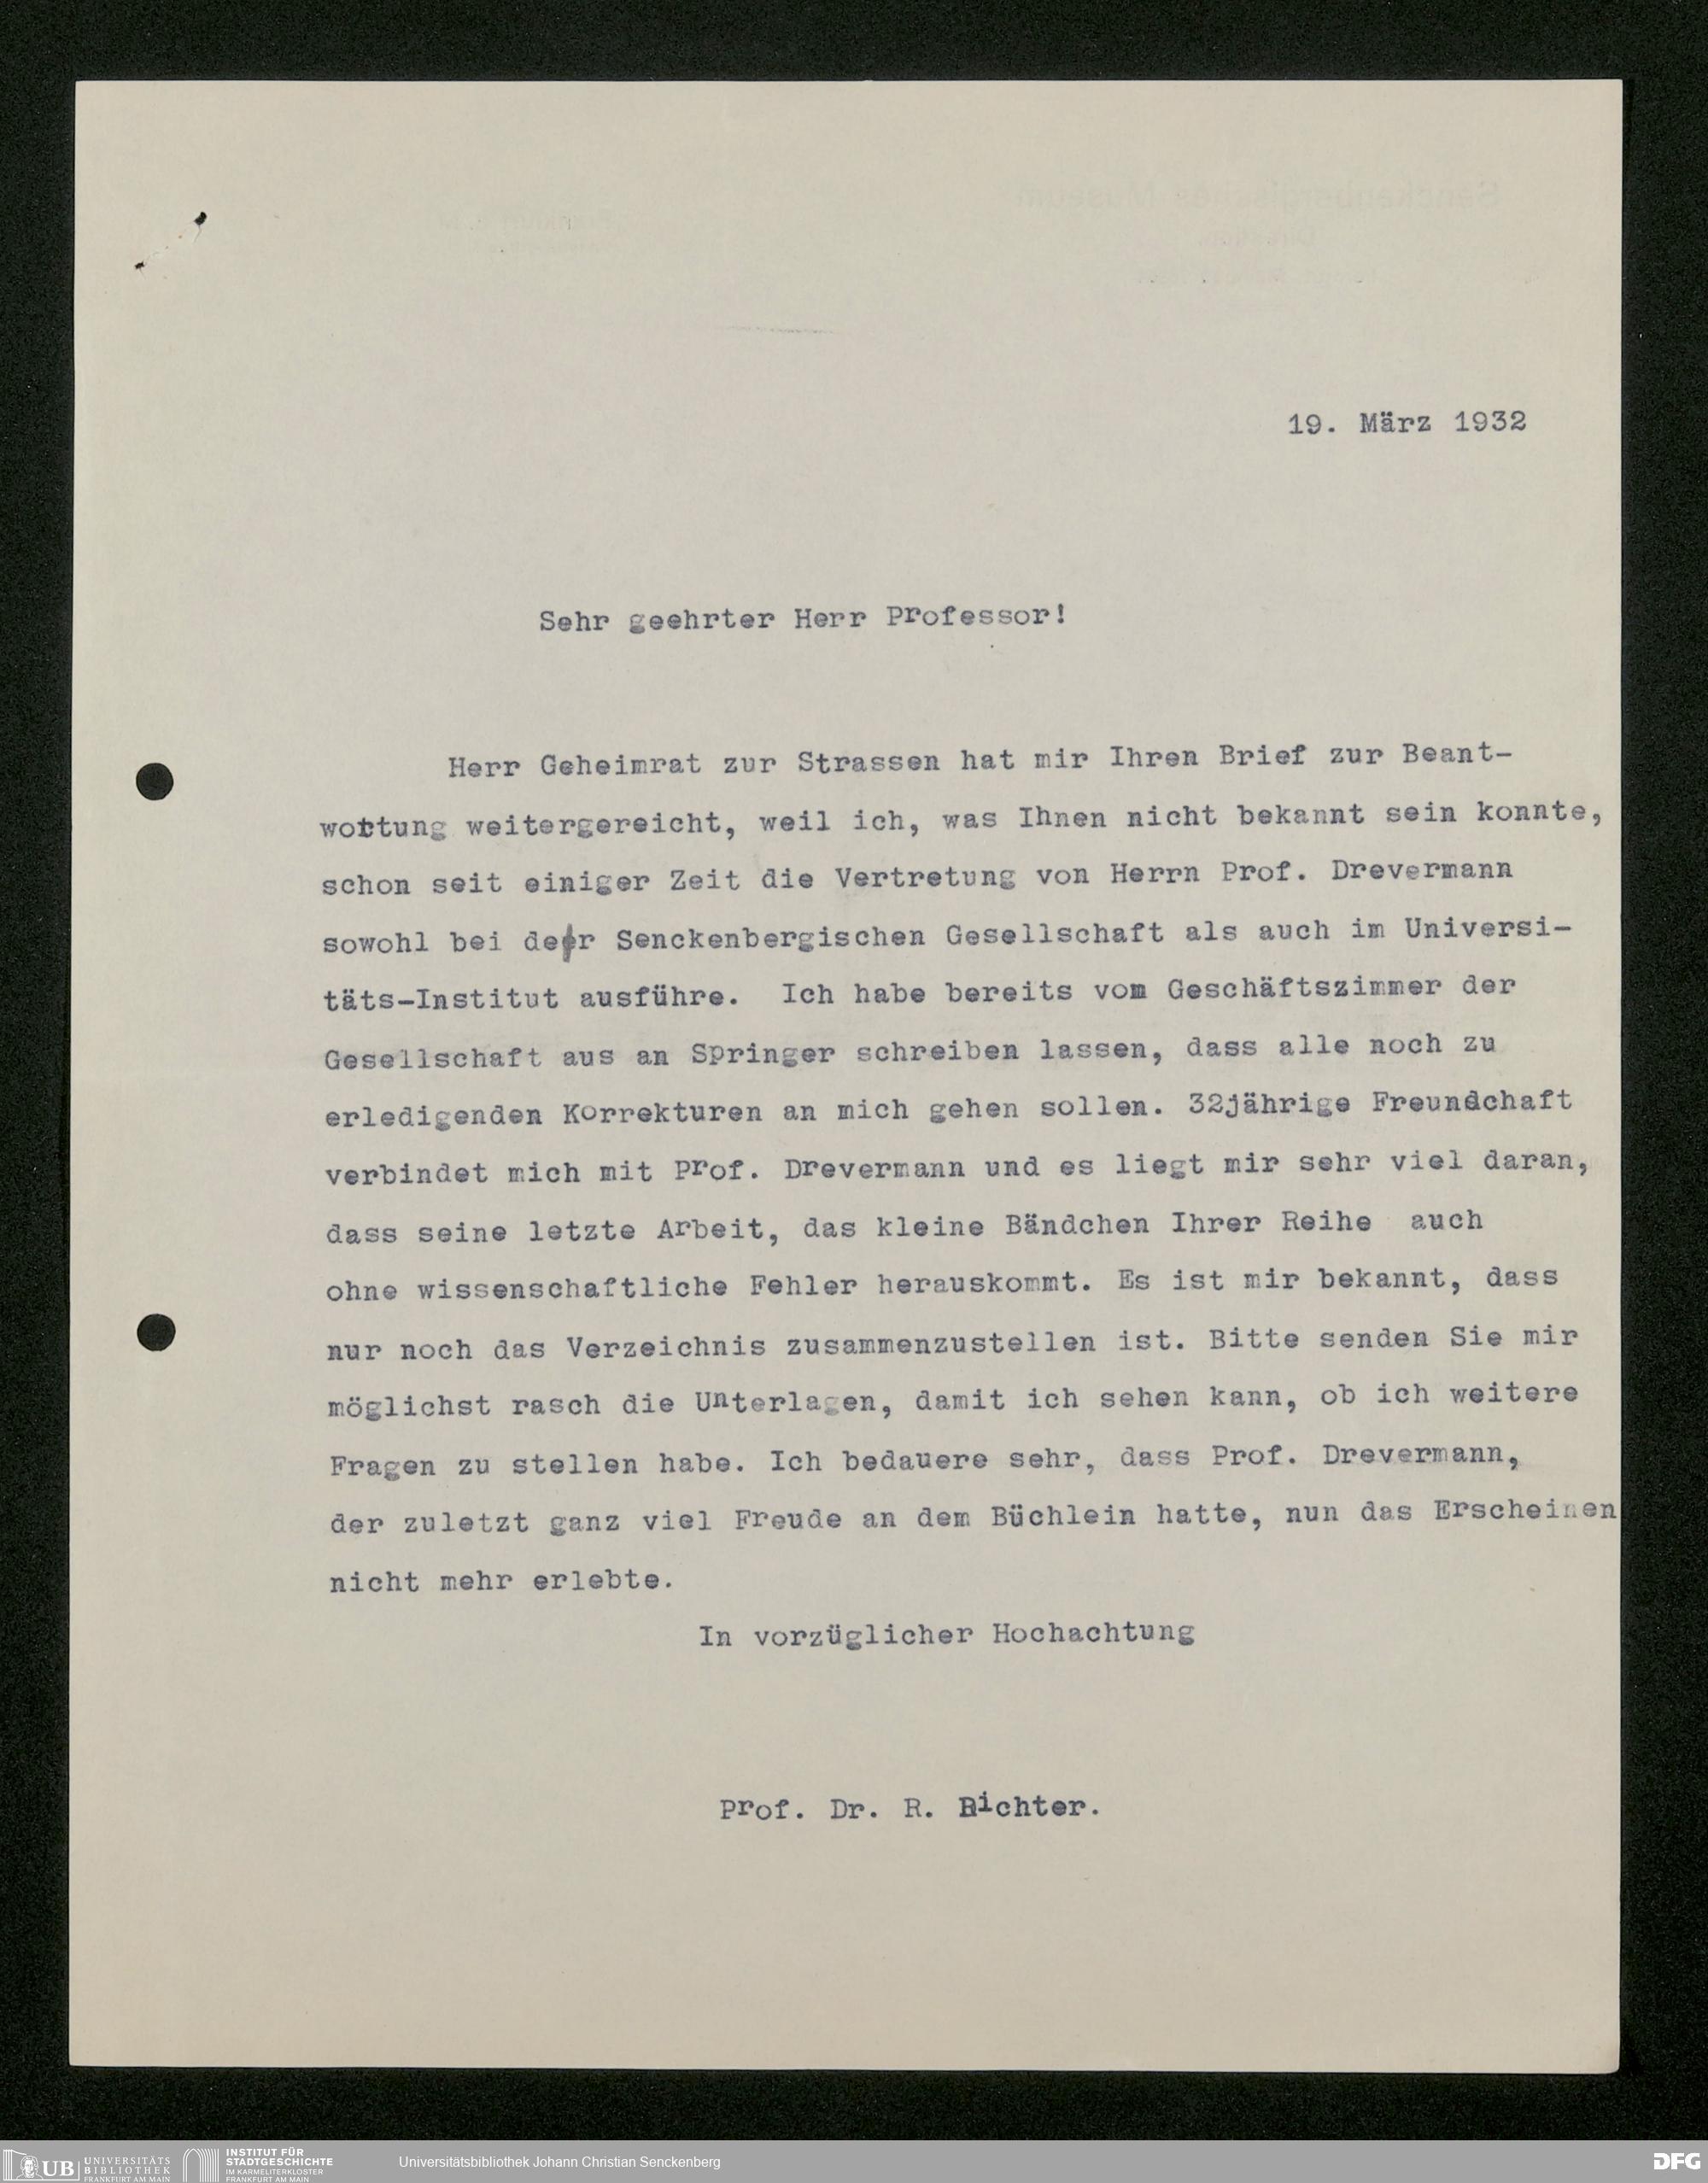 19. März 1932
Sehr geehrter Herr Professor!
Herr Geheimrat zur Strassen hat mir Ihren Brief zur Beant-
wortung weitergereicht, weil ich, was Ihnen nicht bekannt sein konnte,
schon seit einiger Zeit die Vertretung von Herrn Prof. Drevermann
sowohl bei der Senckenbergischen Gesellschaft als auch im Universi-
täts-Institut ausführe. Ich habe bereits vom Geschäftszimmer der
Gesellschaft aus an Springer schreiben lassen, dass alle noch zu
erledigenden Korrekturen an mich gehen sollen. 32jährige Freundschaft
verbindet mich mit Prof. Drevermann und es liegt mir sehr viel daran,
dass seine letzte Arbeit, das kleine Bändchen Ihrer Reihe auch
ohne wissenschaftliche Fehler herauskommt. Es ist mir bekannt, dass
nur noch das Verzeichnis zusammenzustellen ist. Bitte senden Sie mir
möglichst rasch die Unterlagen, damit ich sehen kann, ob ich weitere
Fragen zu stellen habe. Ich bedauere sehr, dass Prof. Drevermann,
der zuletzt ganz viel Freude an dem Büchlein hatte, nun das Erscheinen
nicht mehr erlebte.
In vorzüglicher Hochachtung
Prof. Dr. R. Richter.
UB UNIVERSITÄTS
BIBLIOTHEK
FRANKFURT AM MAIN
INSTITUT FÜR
STADTGESCHICHTE
IM KARMELITERKLOSTER
FRANKFURT AM MAIN
Universitätsbibliothek Johann Christian Senckenberg
DFG